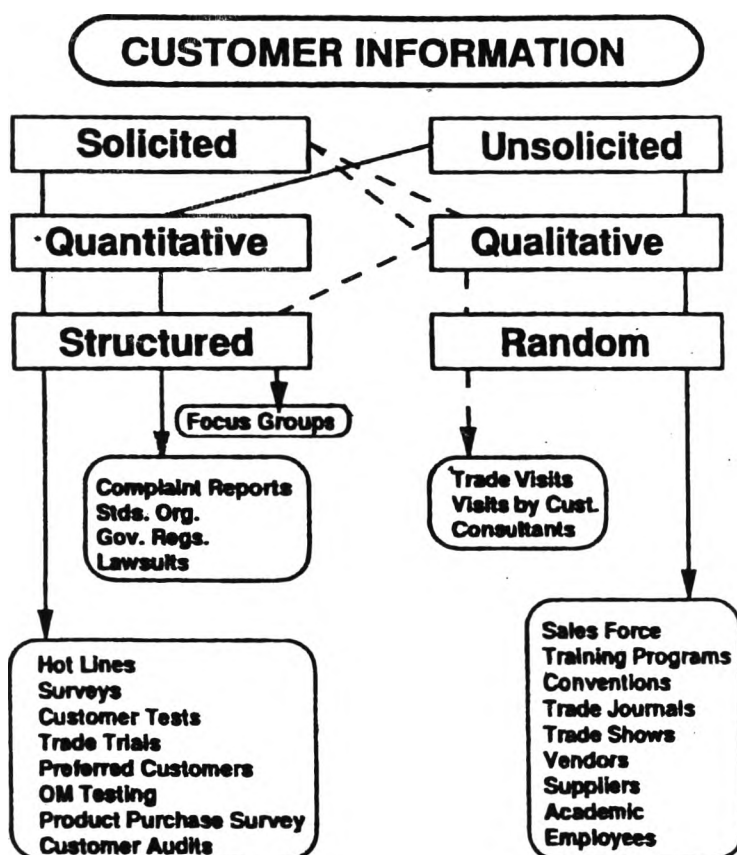 CUSTOMER INFORMATION
Solicited
Unsolicited
Quantitative
Qualitative
Structured
Random
Focus Groups
Complaint Reports
Stds. Org.
Gov. Regs.
Lawsuits
Trade Visits
Visits by Cust.
Consultants
Hot Lines
Surveys
Customer Tests
Trade Trials
Preferred Customers
OM Testing
Product Purchase Survey
Customer Audits
Sales Force
Training Programs
Conventions
Trade Journals
Trade Shows
Vendors
Suppliers
Academic
Employees